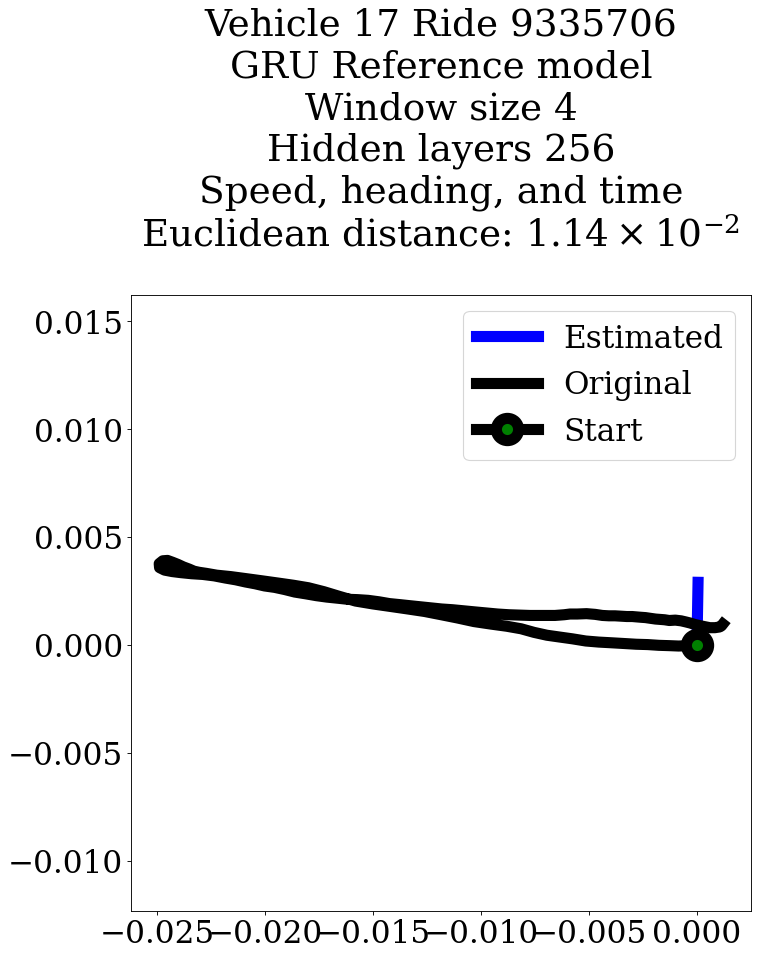 Vehicle 17 Ride 9335706
GRU Reference model
Window size 4
Hidden layers 256
Speed, heading, and time
Euclidean distance: 1.14 × 10⁻²
Estimated
Original
Start
0.015
0.010
0.005
0.000
−0.005
−0.010
−0.025 −0.020 −0.015 −0.010 −0.005 0.000